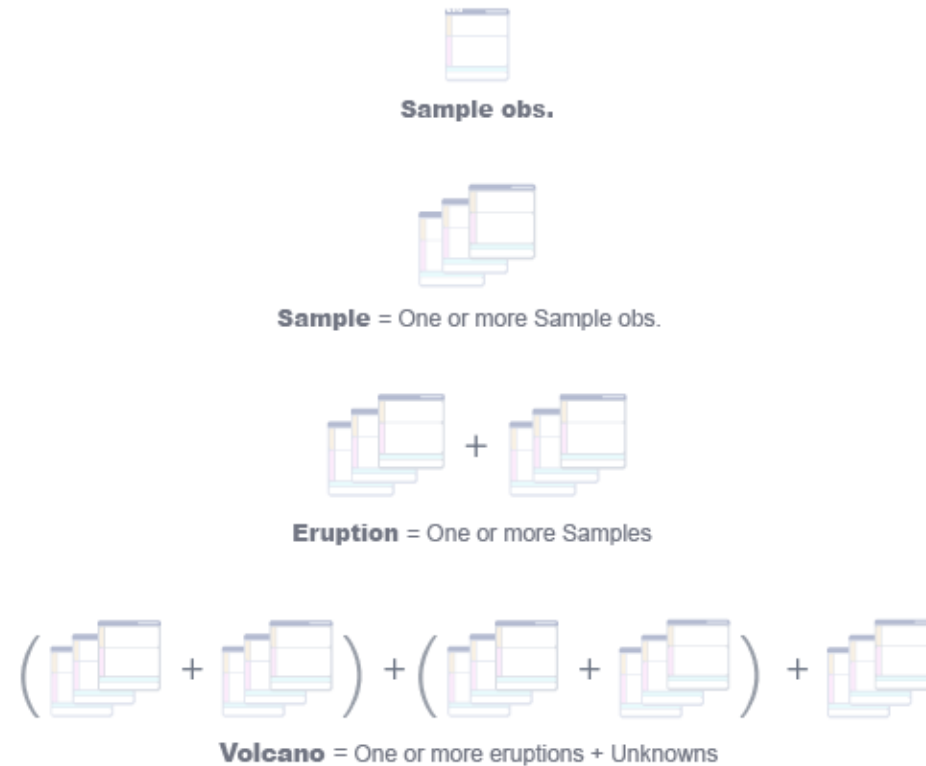 Sample obs.
Sample = One or more Sample obs.
+
Eruption = One or more Samples
( + ) + ( + ) +
Volcano = One or more eruptions + Unknowns